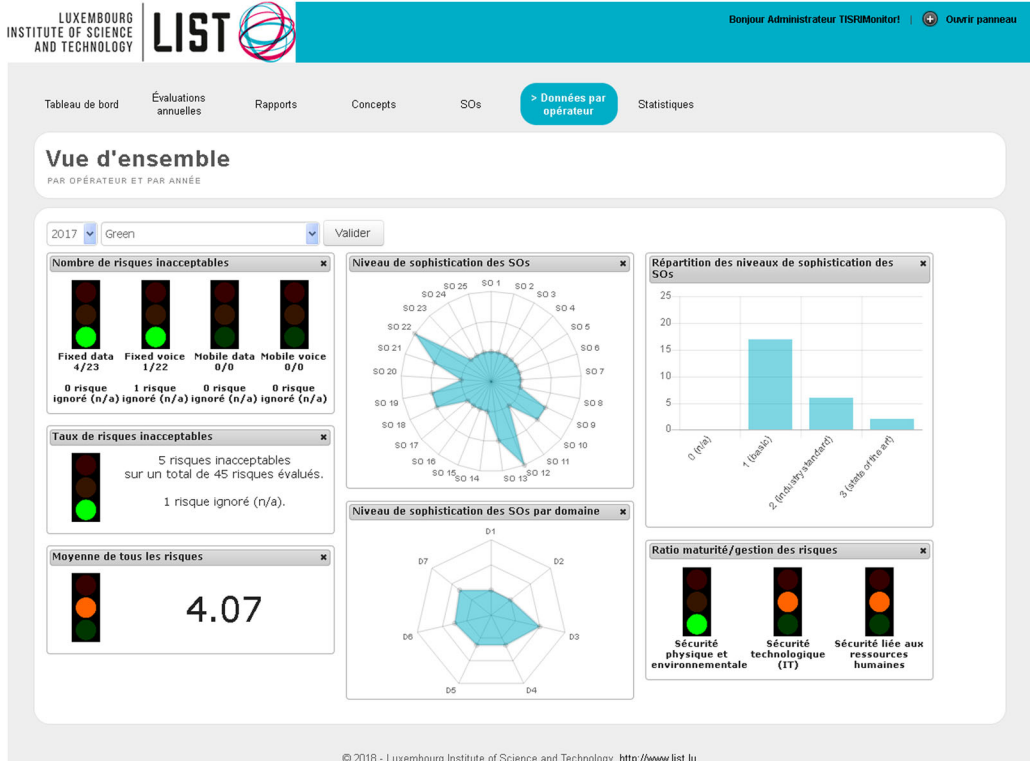 LUXEMBOURG
INSTITUTE OF SCIENCE
AND TECHNOLOGY
LIST
Bonjour Administrateur TISRIMonitor! | Ouvrir panneau
Tableau de bord
Évaluations
annuelles
Rapports
Concepts
SOs
> Données par
opérateur
Statistiques
Vue d'ensemble
PAR OPÉRATEUR ET PAR ANNÉE
2017
Green
Valider
Nombre de risques inacceptables
Fixed data
4/23
0 risque
ignoré (n/a)
Fixed voice
1/22
1 risque
ignoré (n/a)
Mobile data
0/0
0 risque
ignoré (n/a)
Mobile voice
0/0
0 risque
ignoré (n/a)
Taux de risques inacceptables
5 risques inacceptables
sur un total de 45 risques évalués.
1 risque ignoré (n/a).
Moyenne de tous les risques
4.07
Niveau de sophistication des SOs
SO 1
SO 2
SO 3
SO 4
SO 5
SO 6
SO 7
SO 8
SO 9
SO 10
SO 11
SO 12
SO 13
SO 14
SO 15
SO 16
SO 17
SO 18
SO 19
SO 20
SO 21
SO 22
SO 23
SO 24
SO 25
Niveau de sophistication des SOs par domaine
D1
D2
D3
D4
D5
D6
D7
Répartition des niveaux de sophistication des
SOs
25
20
15
10
5
0
0 (n/a)
1 (basic)
2 (industry standard)
3 (state of the art)
Ratio maturité/gestion des risques
Sécurité
physique et
environnementale
Sécurité
technologique
(IT)
Sécurité liée aux
ressources
humaines
© 2018 - Luxembourg Institute of Science and Technology, http://www.list.lu